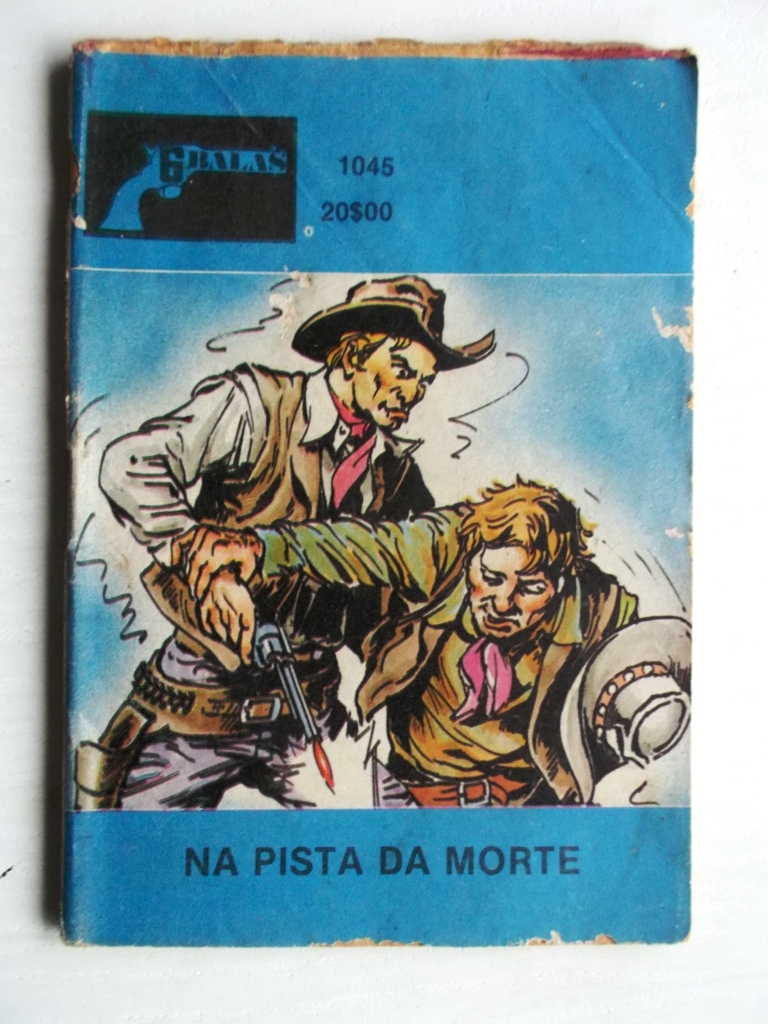 6 BALAS
1045
20$00
NA PISTA DA MORTE